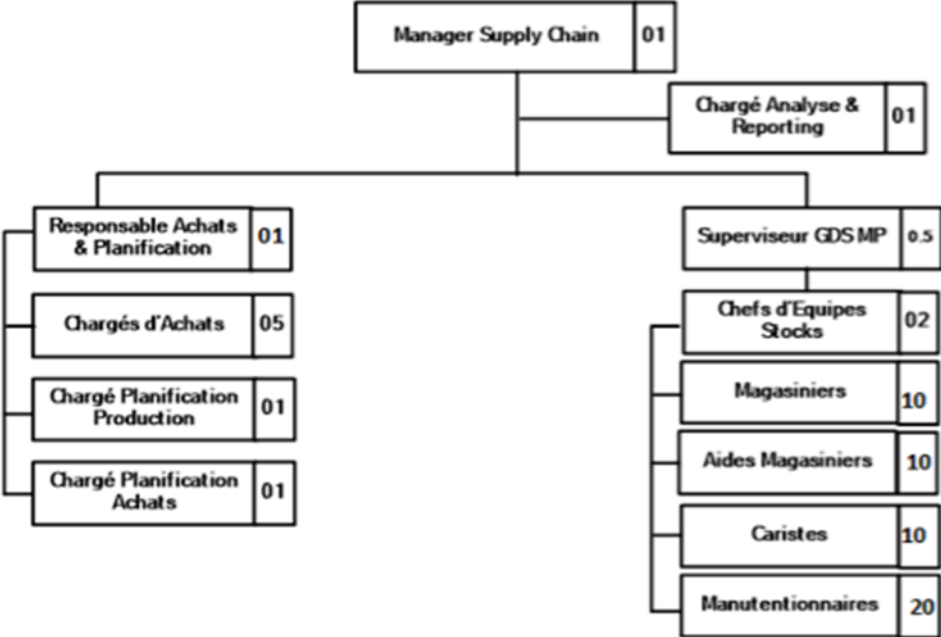 Manager Supply Chain 01
Chargé Analyse &
Reporting 01
Responsable Achats
& Planification 01
Superviseur GDS MP 0.5
Chargés d'Achats 05
Chefs d'Equipes
Stocks 02
Chargé Planification
Production 01
Magasiniers 10
Chargé Planification
Achats 01
Aides Magasiniers 10
Caristes 10
Manutentionnaires 20